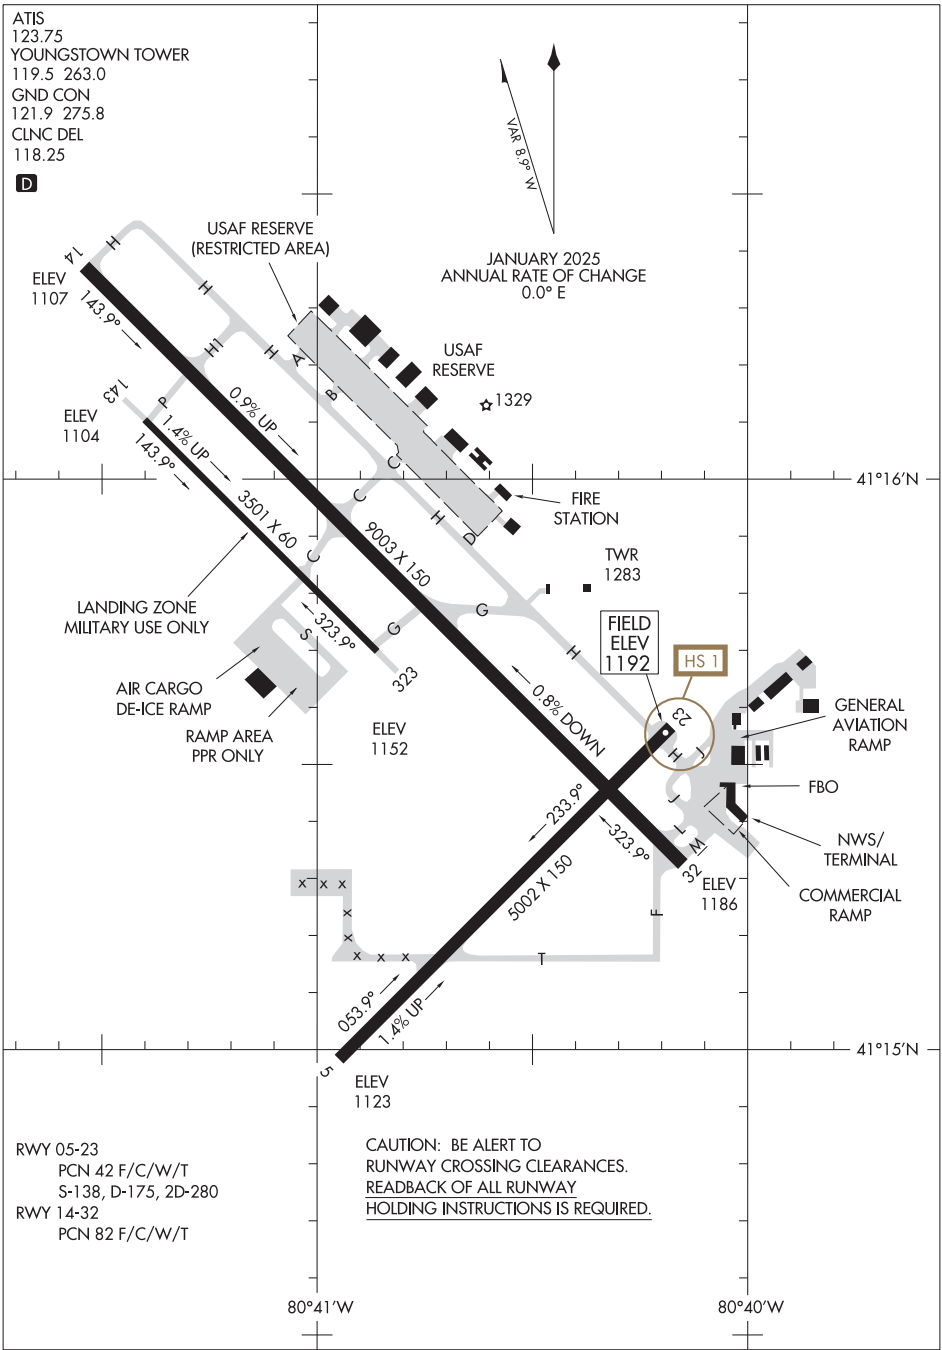 ATIS
123.75
YOUNGSTOWN TOWER
119.5 263.0
GND CON
121.9 275.8
CLNC DEL
118.25
D
VAR 8.9° W
JANUARY 2025
ANNUAL RATE OF CHANGE
0.0° E
USAF RESERVE
(RESTRICTED AREA)
H
14
ELEV
1107
143.9°
H
H1
H
A
B
USAF
RESERVE
1329
143
P
ELEV
1104
1.4% UP
143.9°
0.9% UP
C
C
H
D
41°16'N
FIRE
STATION
3501 X 60
9003 X 150
C
TWR
1283
LANDING ZONE
MILITARY USE ONLY
S
323.9°
G
G
H
FIELD
ELEV
1192
HS 1
323
AIR CARGO
DE-ICE RAMP
RAMP AREA
PPR ONLY
ELEV
1152
0.8% DOWN
23
H
J
GENERAL
AVIATION
RAMP
FBO
J
L
M
NWS/
TERMINAL
COMMERCIAL
RAMP
233.9°
323.9°
32
ELEV
1186
5002 X 150
F
X X X
X
X
X X X
T
053.9°
1.4% UP
5
ELEV
1123
41°15'N
RWY 05-23
PCN 42 F/C/W/T
S-138, D-175, 2D-280
RWY 14-32
PCN 82 F/C/W/T
CAUTION: BE ALERT TO
RUNWAY CROSSING CLEARANCES.
READBACK OF ALL RUNWAY
HOLDING INSTRUCTIONS IS REQUIRED.
80°41'W
80°40'W